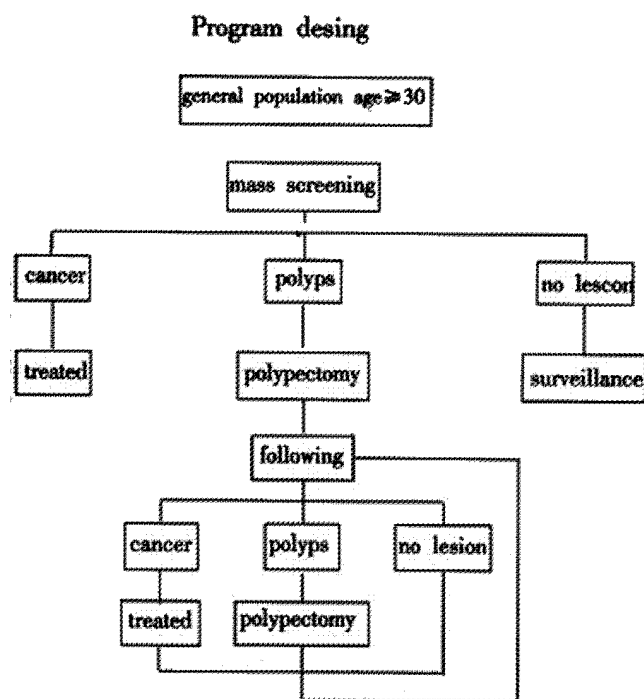 Program desing
general population age⩾30
mass screening
cancer
polyps
no lescon
treated
polypectomy
surveillance
following
cancer
polyps
no lesion
treated
polypectomy